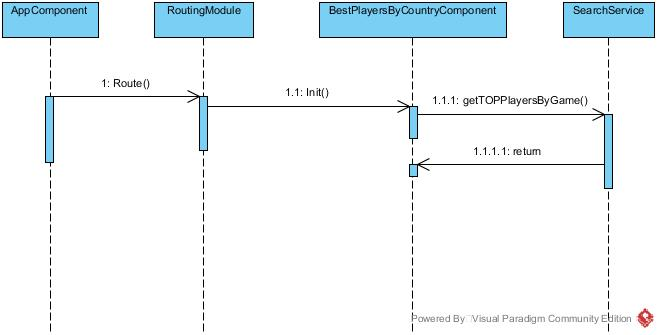 AppComponent
RoutingModule
BestPlayersByCountryComponent
SearchService
1: Route()
1.1: Init()
1.1.1: getTOPPlayersByGame()
1.1.1.1: return
Powered By Visual Paradigm Community Edition